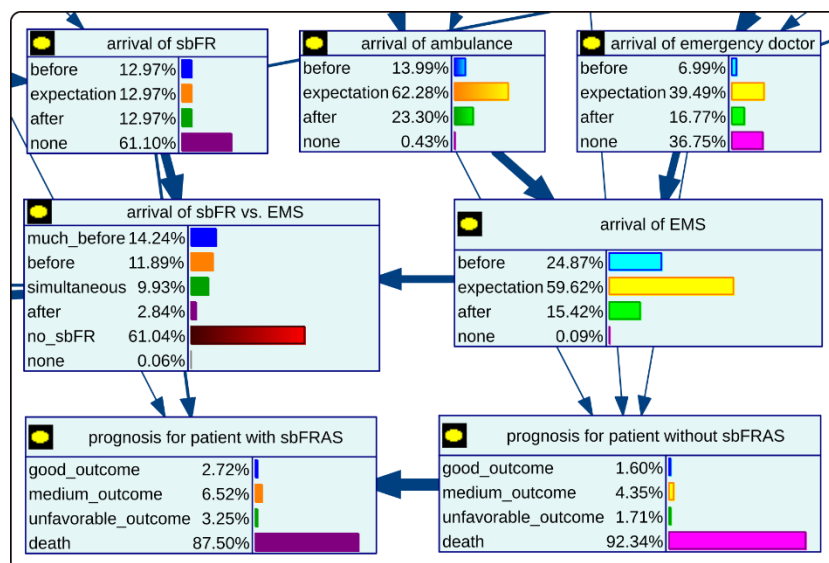 arrival of sbFR
before 12.97%
expectation 12.97%
after 12.97%
none 61.10%
arrival of ambulance
before 13.99%
expectation 62.28%
after 23.30%
none 0.43%
arrival of emergency doctor
before 6.99%
expectation 39.49%
after 16.77%
none 36.75%
arrival of sbFR vs. EMS
much_before 14.24%
before 11.89%
simultaneous 9.93%
after 2.84%
no_sbFR 61.04%
none 0.06%
arrival of EMS
before 24.87%
expectation 59.62%
after 15.42%
none 0.09%
prognosis for patient with sbFRAS
good_outcome 2.72%
medium_outcome 6.52%
unfavorable_outcome 3.25%
death 87.50%
prognosis for patient without sbFRAS
good_outcome 1.60%
medium_outcome 4.35%
unfavorable_outcome 1.71%
death 92.34%